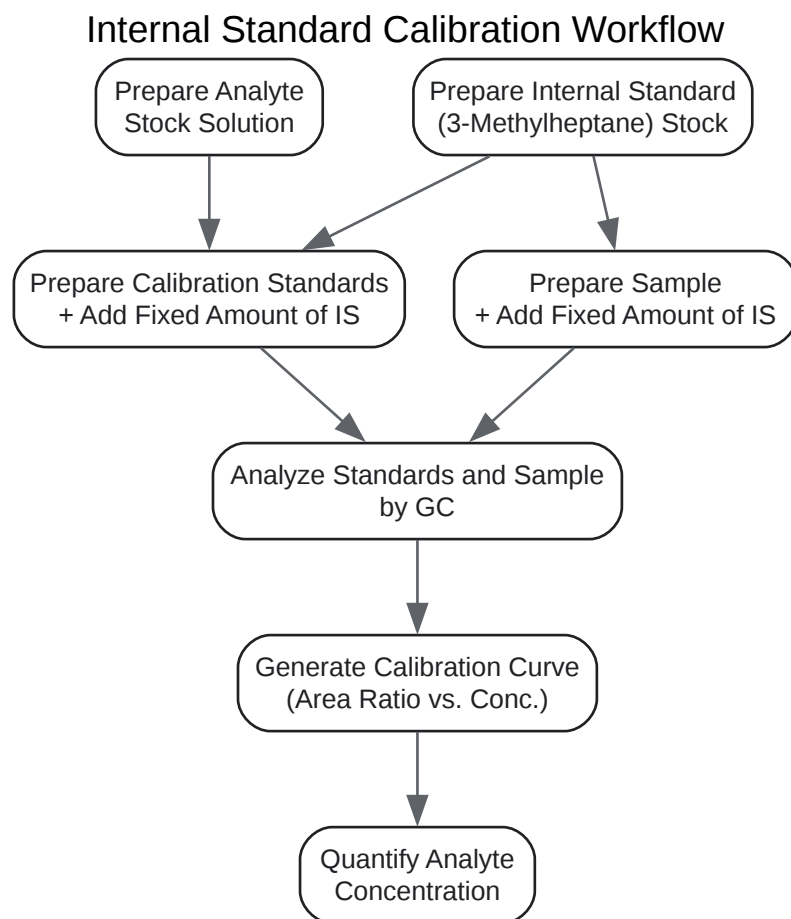 Internal Standard Calibration Workflow
Prepare Analyte
Stock Solution
Prepare Internal Standard
(3-Methylheptane) Stock
Prepare Calibration Standards
+ Add Fixed Amount of IS
Prepare Sample
+ Add Fixed Amount of IS
Analyze Standards and Sample
by GC
Generate Calibration Curve
(Area Ratio vs. Conc.)
Quantify Analyte
Concentration